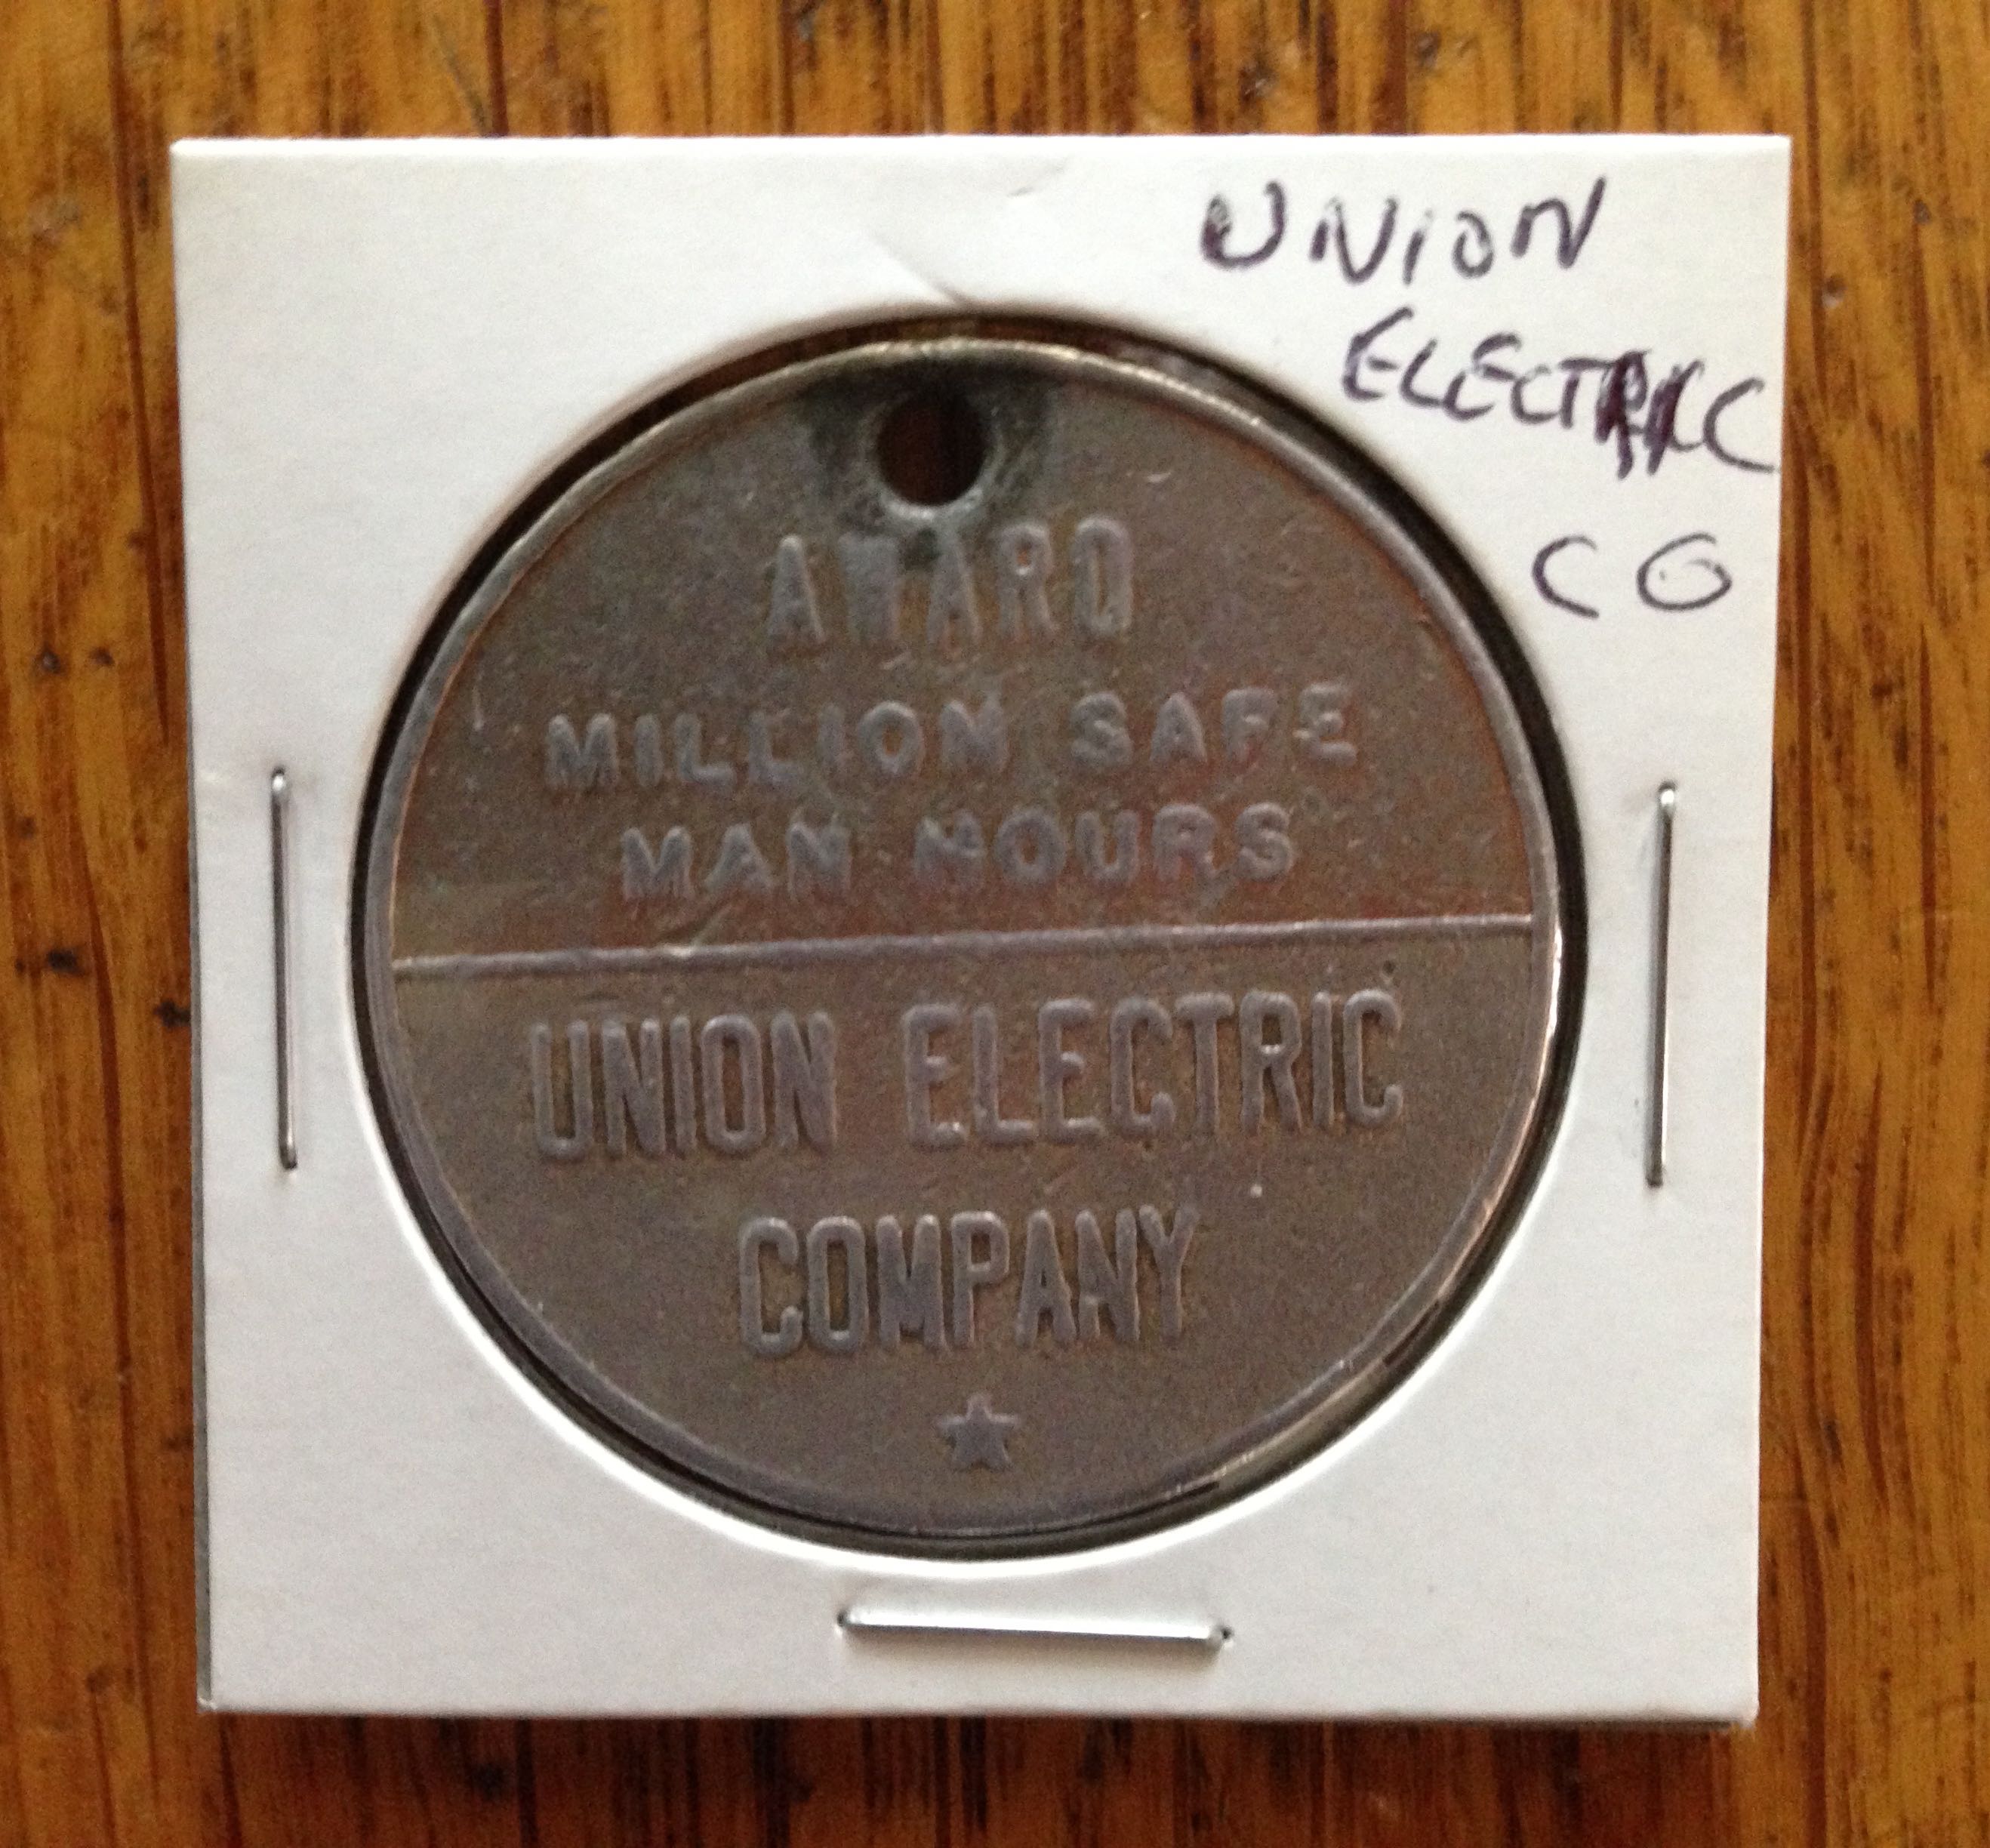 UNION
ELECTRIC
CO
AWARD
MILLION SAFE
MAN HOURS
UNION ELECTRIC
COMPANY